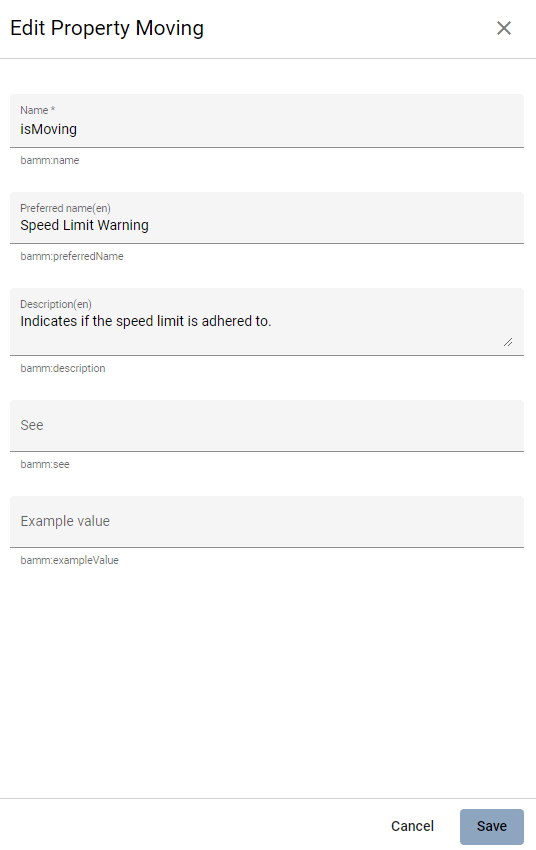 Edit Property Moving
Name *
isMoving
bamm:name
Preferred name(en)
Speed Limit Warning
bamm:preferredName
Description(en)
Indicates if the speed limit is adhered to.
bamm:description
See
bamm:see
Example value
bamm:exampleValue
Cancel
Save